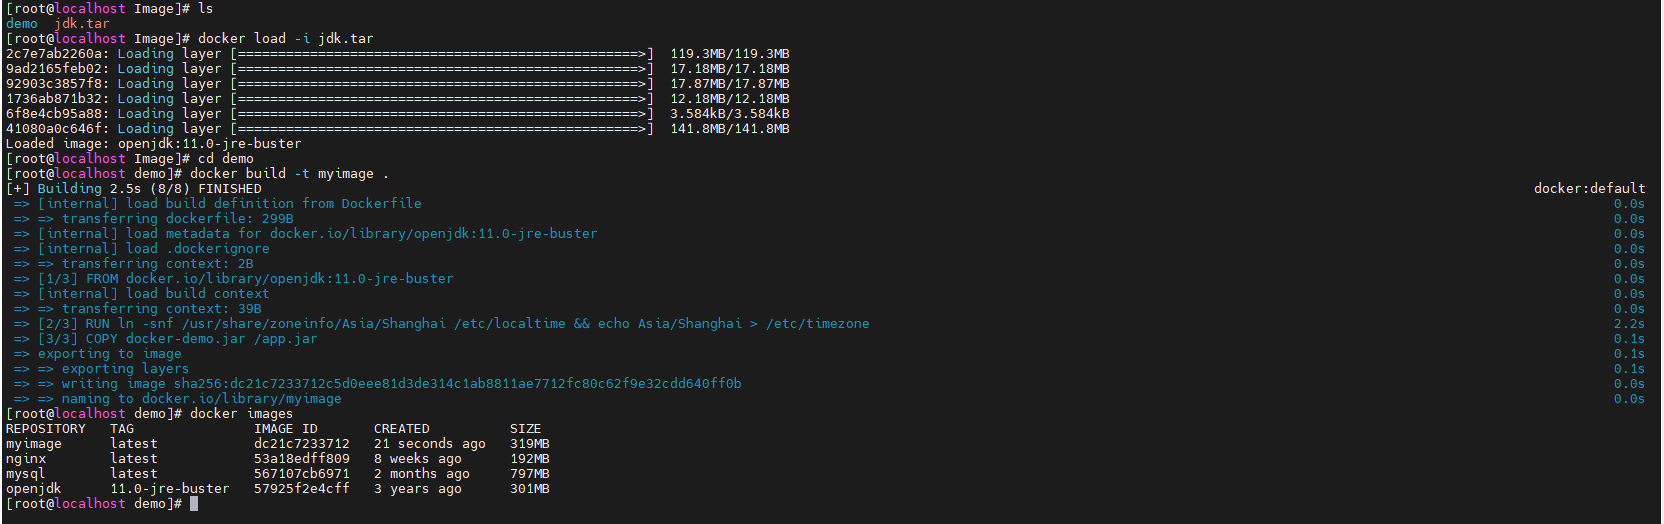 [root@localhost Image]# ls
demo  jdk.tar
[root@localhost Image]# docker load -i jdk.tar
2c7e7ab2260a: Loading layer [==================================================>]  119.3MB/119.3MB
9ad2165feb02: Loading layer [==================================================>]  17.18MB/17.18MB
92903c3857f8: Loading layer [==================================================>]  17.87MB/17.87MB
1736ab871b32: Loading layer [==================================================>]  12.18MB/12.18MB
6f8e4cb95a88: Loading layer [==================================================>]  3.584kB/3.584kB
41080a0c646f: Loading layer [==================================================>]  141.8MB/141.8MB
Loaded image: openjdk:11.0-jre-buster
[root@localhost Image]# cd demo
[root@localhost demo]# docker build -t myimage .
[+] Building 2.5s (8/8) FINISHED docker:default
=> [internal] load build definition from Dockerfile 0.0s
=> => transferring dockerfile: 299B 0.0s
=> [internal] load metadata for docker.io/library/openjdk:11.0-jre-buster 0.0s
=> [internal] load .dockerignore 0.0s
=> => transferring context: 2B 0.0s
=> [1/3] FROM docker.io/library/openjdk:11.0-jre-buster 0.0s
=> [internal] load build context 0.0s
=> => transferring context: 39B 0.0s
=> [2/3] RUN ln -snf /usr/share/zoneinfo/Asia/Shanghai /etc/localtime && echo Asia/Shanghai > /etc/timezone 2.2s
=> [3/3] COPY docker-demo.jar /app.jar 0.1s
=> exporting to image 0.1s
=> => exporting layers 0.1s
=> => writing image sha256:dc21c7233712c5d0eee81d3de314c1ab8811ae7712fc80c62f9e32cdd640ff0b 0.0s
=> => naming to docker.io/library/myimage 0.0s
[root@localhost demo]# docker images
REPOSITORY   TAG               IMAGE ID       CREATED          SIZE
myimage      latest            dc21c7233712   21 seconds ago   319MB
nginx        latest            53a18edff809   8 weeks ago      192MB
mysql        latest            567107cb6971   2 months ago     797MB
openjdk      11.0-jre-buster   57925f2e4cff   3 years ago      301MB
[root@localhost demo]#